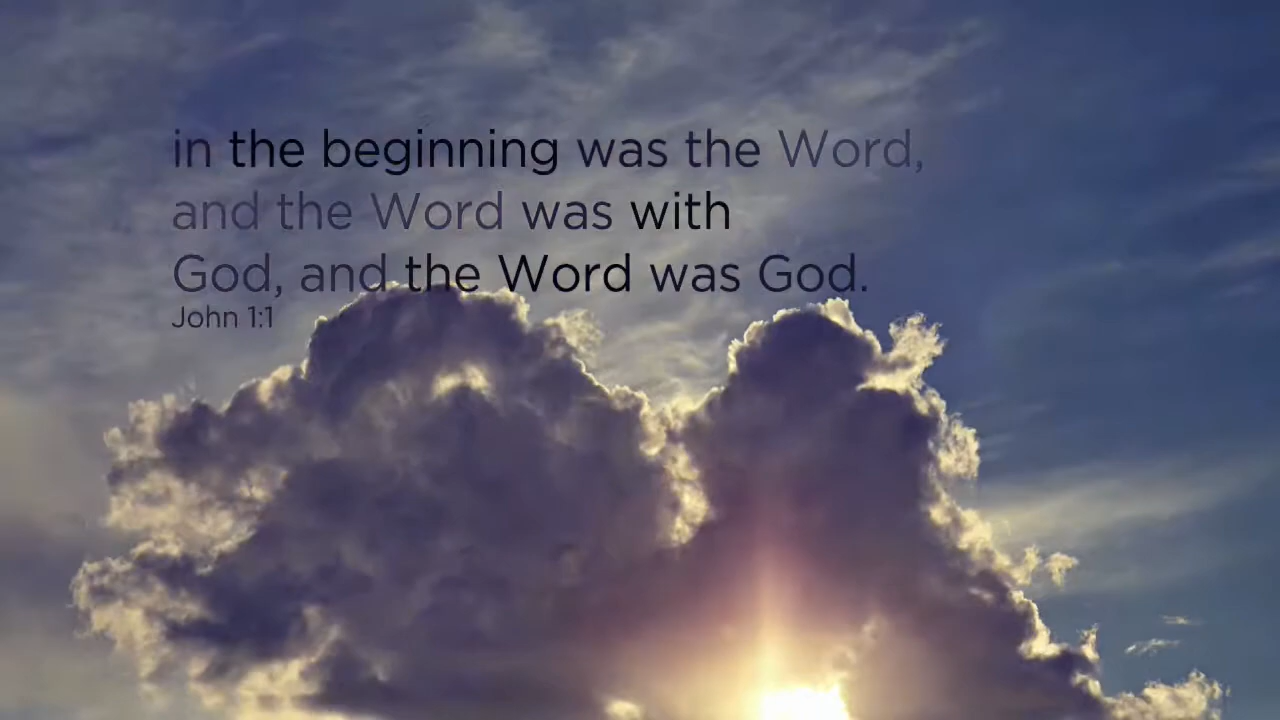 in the beginning was the Word,
and the Word was with
God, and the Word was God.
John 1:1